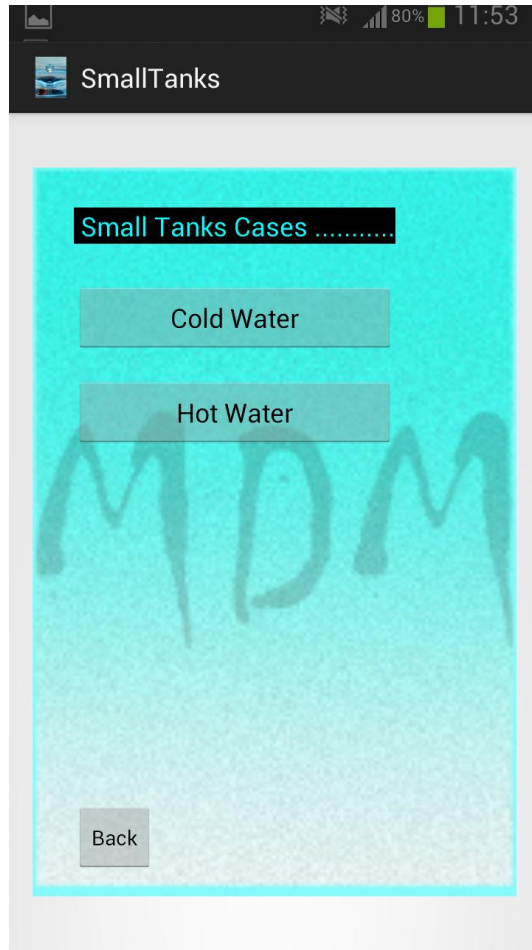 80% 11:53
SmallTanks
Small Tanks Cases ...........
Cold Water
Hot Water
MDM
Back